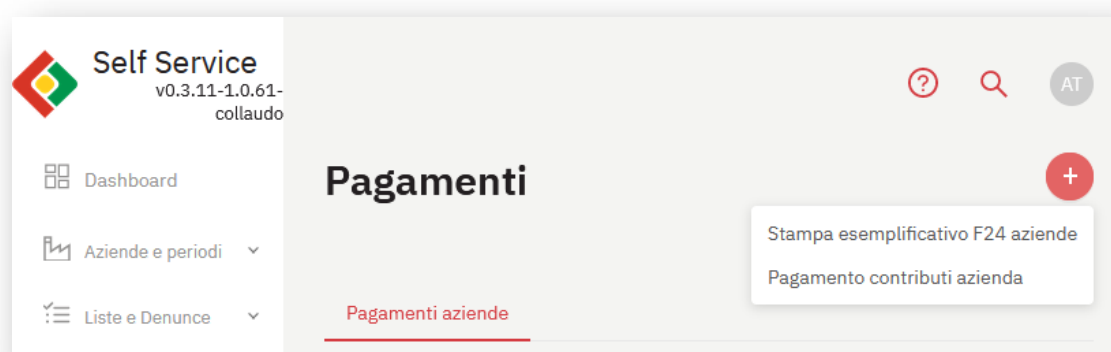 Self Service
v0.3.11-1.0.61-
collaudo
AT
Dashboard
Pagamenti
+
Aziende e periodi
Stampa esemplificativo F24 aziende
Pagamento contributi azienda
Liste e Denunce
Pagamenti aziende